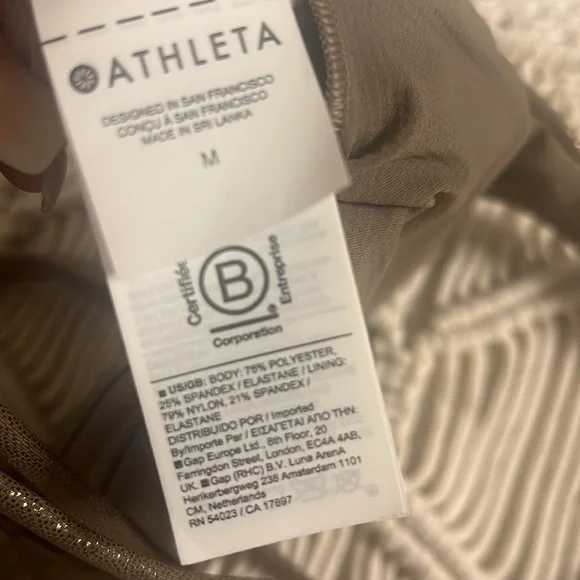 ATHLETA
DESIGNED IN SAN FRANCISCO
CONÇU À SAN FRANCISCO
MADE IN SRI LANKA
M
Certifiée
B
Entreprise
Corporation
US/GB: BODY: 75% POLYESTER,
25% SPANDEX / ELASTANE / LINING:
79% NYLON, 21% SPANDEX /
ELASTANE
DISTRIBUIDO POR / Imported
By/Importe Par / ΕΙΣΑΓΕΤΑΙ ΑΠΟ ΤΗΝ:
Gap Europe Ltd., 8th Floor, 20
Farringdon Street, London, EC4A 4AB,
UK. Gap (RHC) B.V. Luna ArenA
Herikerbergweg 238 Amsterdam 1101
CM, Netherlands
RN 54023 / CA 17897